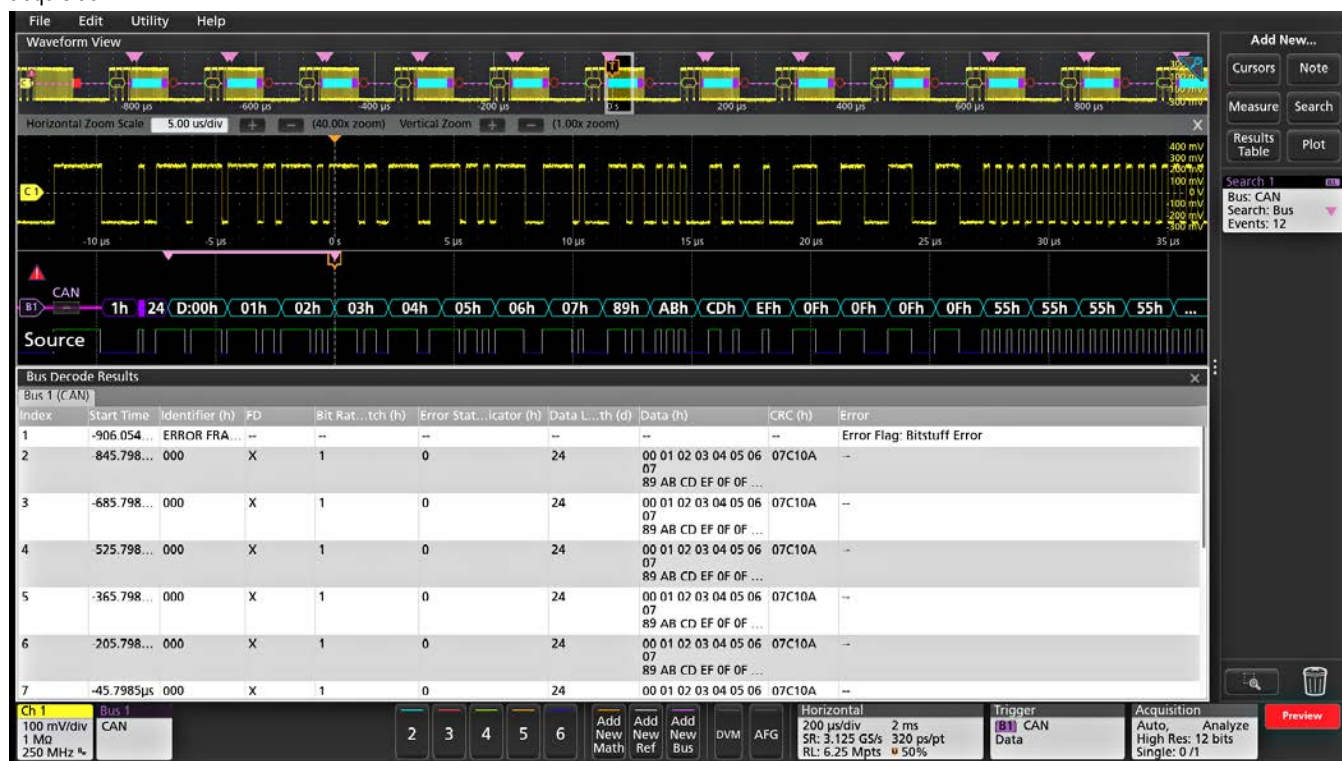 File Edit Utility Help
Waveform View
Add New...
Cursors Note
Measure Search
Results Table Plot
Search 1 B1
Bus: CAN
Search: Bus
Events: 12
-800 µs -600 µs -400 µs -200 µs 0 s 200 µs 400 µs 600 µs 800 µs
Horizontal Zoom Scale 5.00 us/div + − (40.00x zoom) Vertical Zoom + − (1.00x zoom) X
400 mV
300 mV
200 mV
100 mV
C 1 0 V
-100 mV
-200 mV
-300 mV
-10 µs -5 µs 0 s 5 µs 10 µs 15 µs 20 µs 25 µs 30 µs 35 µs
CAN
B1 1h 24 D:00h 01h 02h 03h 04h 05h 06h 07h 89h ABh CDh EFh 0Fh 0Fh 0Fh 0Fh 55h 55h 55h 55h ...
Source
Bus Decode Results X
Bus 1 (CAN)
Index Start Time Identifier (h) FD Bit Rat...tch (h) Error Stat...icator (h) Data L...th (d) Data (h) CRC (h) Error
1 -906.054... ERROR FRA... -- -- -- -- -- -- Error Flag: Bitstuff Error
2 -845.798... 000 X 1 0 24 00 01 02 03 04 05 06 07C10A --
07
89 AB CD EF 0F 0F ...
3 -685.798... 000 X 1 0 24 00 01 02 03 04 05 06 07C10A --
07
89 AB CD EF 0F 0F ...
4 -525.798... 000 X 1 0 24 00 01 02 03 04 05 06 07C10A --
07
89 AB CD EF 0F 0F ...
5 -365.798... 000 X 1 0 24 00 01 02 03 04 05 06 07C10A --
07
89 AB CD EF 0F 0F ...
6 -205.798... 000 X 1 0 24 00 01 02 03 04 05 06 07C10A --
07
89 AB CD EF 0F 0F ...
7 -45.7985µs 000 X 1 0 24 00 01 02 03 04 05 06 07C10A --
Ch 1
100 mV/div
1 MΩ
250 MHz
Bus 1
CAN
2 3 4 5 6
Add New Math
Add New Ref
Add New Bus
DVM AFG
Horizontal
200 µs/div 2 ms
SR: 3.125 GS/s 320 ps/pt
RL: 6.25 Mpts 50%
Trigger
B1 CAN
Data
Acquisition
Auto, Analyze
High Res: 12 bits
Single: 0 /1
Preview